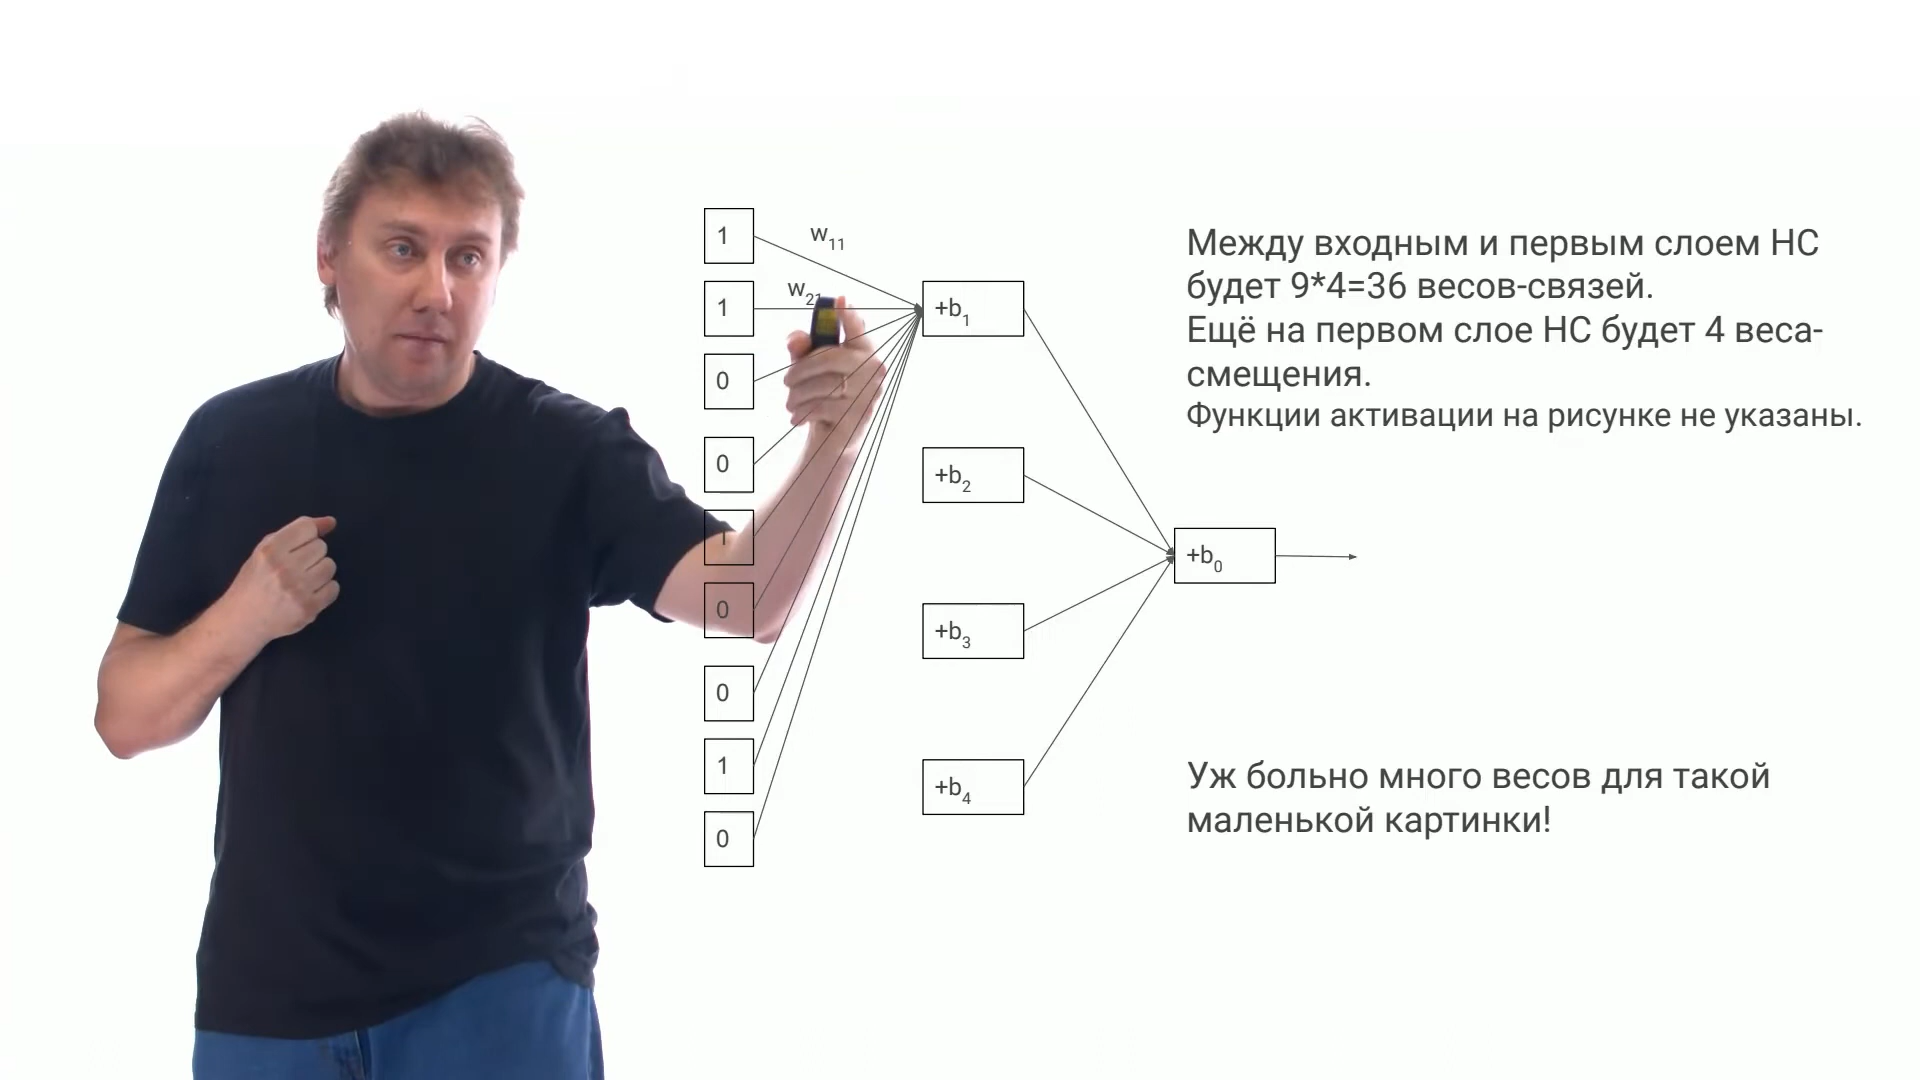 1
w11
1
w21
+b1
0
0
+b2
1
0
+b0
0
+b3
1
+b4
0
Между входным и первым слоем НС
будет 9*4=36 весов-связей.
Ещё на первом слое НС будет 4 веса-
смещения.
Функции активации на рисунке не указаны.
Уж больно много весов для такой
маленькой картинки!